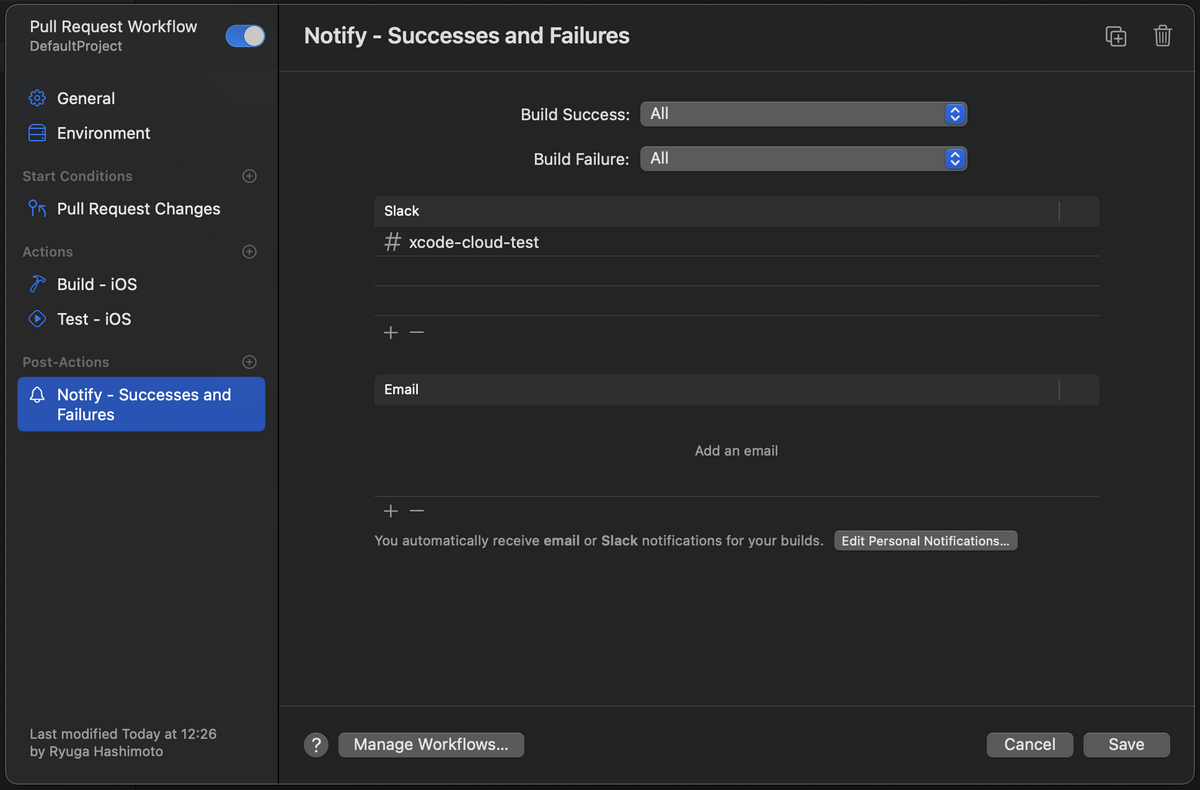 Pull Request Workflow
DefaultProject
General
Environment
Start Conditions
Pull Request Changes
Actions
Build - iOS
Test - iOS
Post-Actions
Notify - Successes and
Failures
Last modified Today at 12:26
by Ryuga Hashimoto
Notify - Successes and Failures
Build Success: All
Build Failure: All
Slack
# xcode-cloud-test
+ —
Email
Add an email
+ —
You automatically receive email or Slack notifications for your builds. Edit Personal Notifications...
? Manage Workflows... Cancel Save